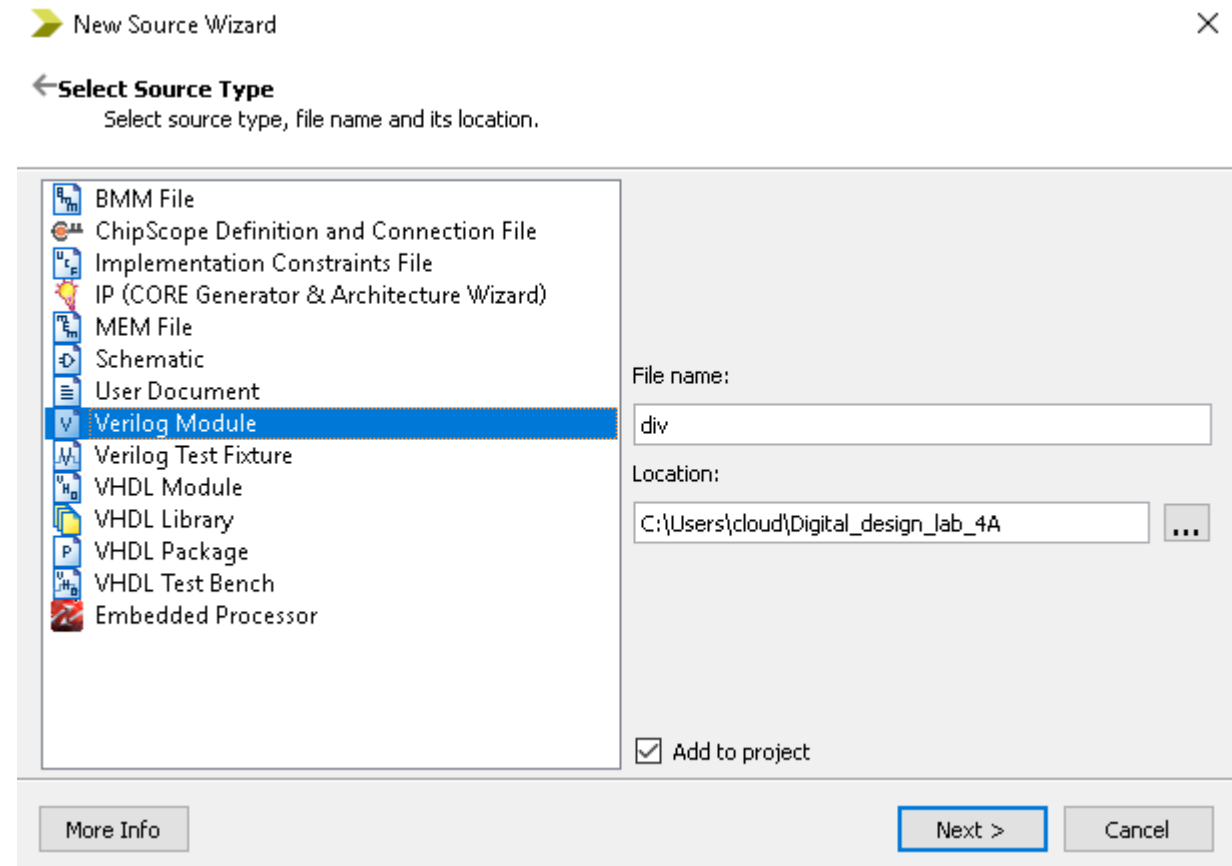 New Source Wizard
Select Source Type
Select source type, file name and its location.
BMM File
ChipScope Definition and Connection File
Implementation Constraints File
IP (CORE Generator & Architecture Wizard)
MEM File
Schematic
User Document
Verilog Module
Verilog Test Fixture
VHDL Module
VHDL Library
VHDL Package
VHDL Test Bench
Embedded Processor
File name:
div
Location:
C:\Users\cloud\Digital_design_lab_4A
...
Add to project
More Info
Next >
Cancel